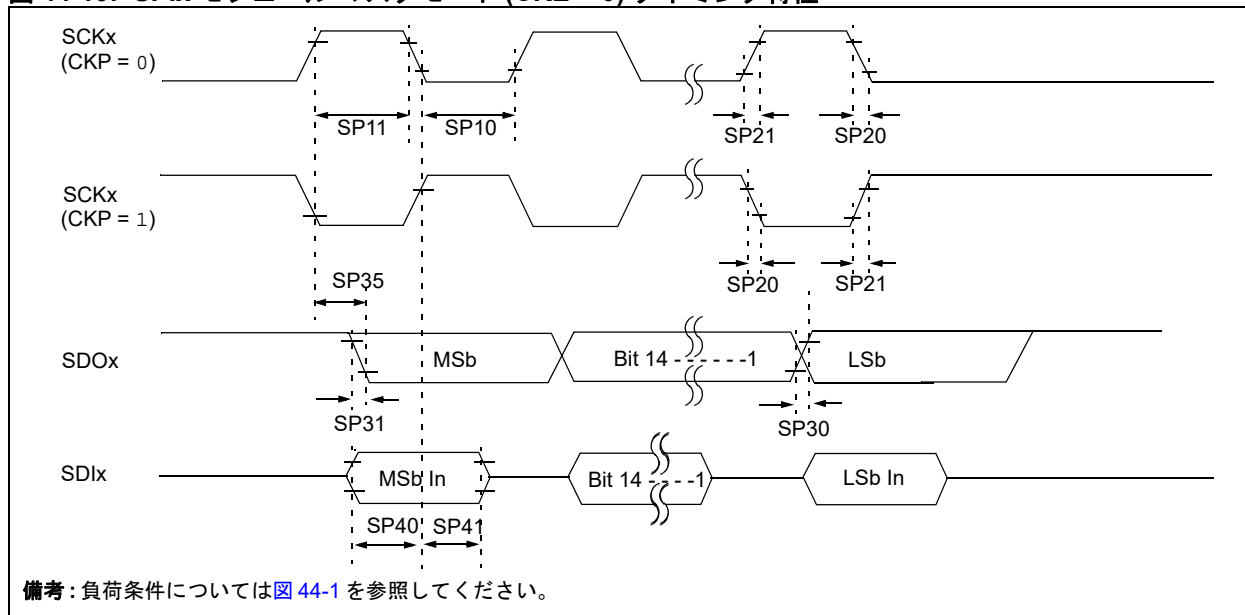 SCKx
(CKP = 0)
SP11
SP10
SP21
SP20
SCKx
(CKP = 1)
SP35
SP20
SP21
SDOx
MSb
Bit 14 - - - - - -1
LSb
SP31
SP30
SDIx
MSb In
Bit 14 - - - -1
LSb In
SP40
SP41
備考 : 負荷条件については図 44-1 を参照してください。